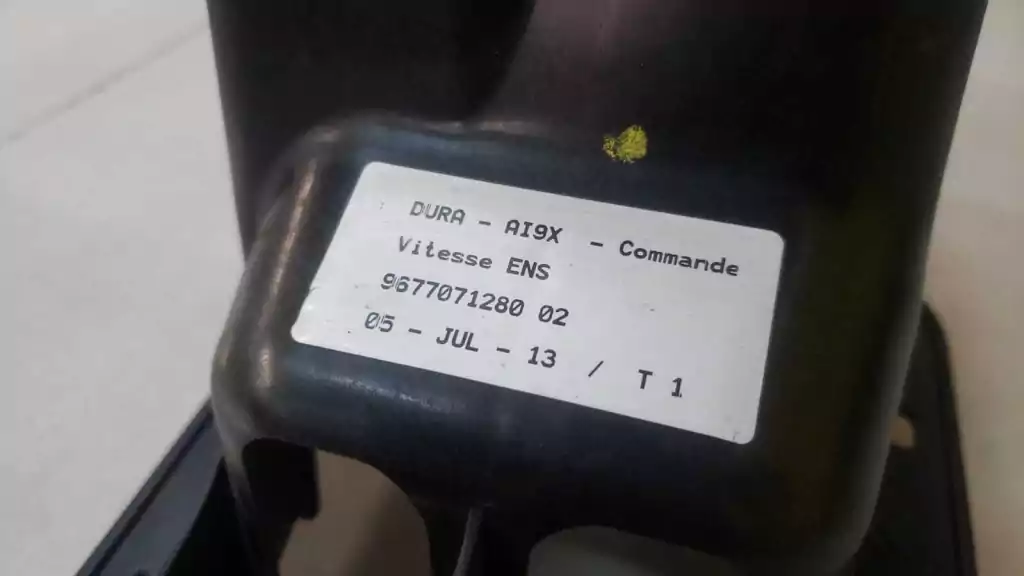 DURA - AI9X - Commande
Vitesse ENS
9677071280 02
05 - JUL - 13 / T 1